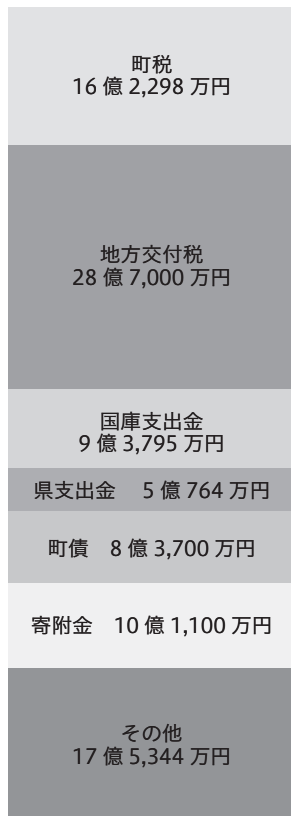 町税
16 億 2,298 万円
地方交付税
28 億 7,000 万円
国庫支出金
9 億 3,795 万円
県支出金 5 億 764 万円
町債 8 億 3,700 万円
寄附金 10 億 1,100 万円
その他
17 億 5,344 万円